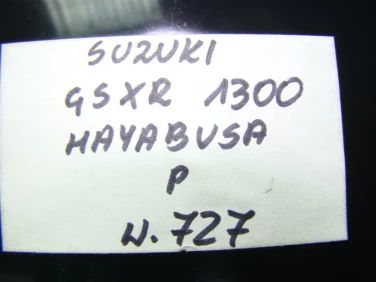 SUZUKI
GSXR 1300
HAYABUSA
P
N.727